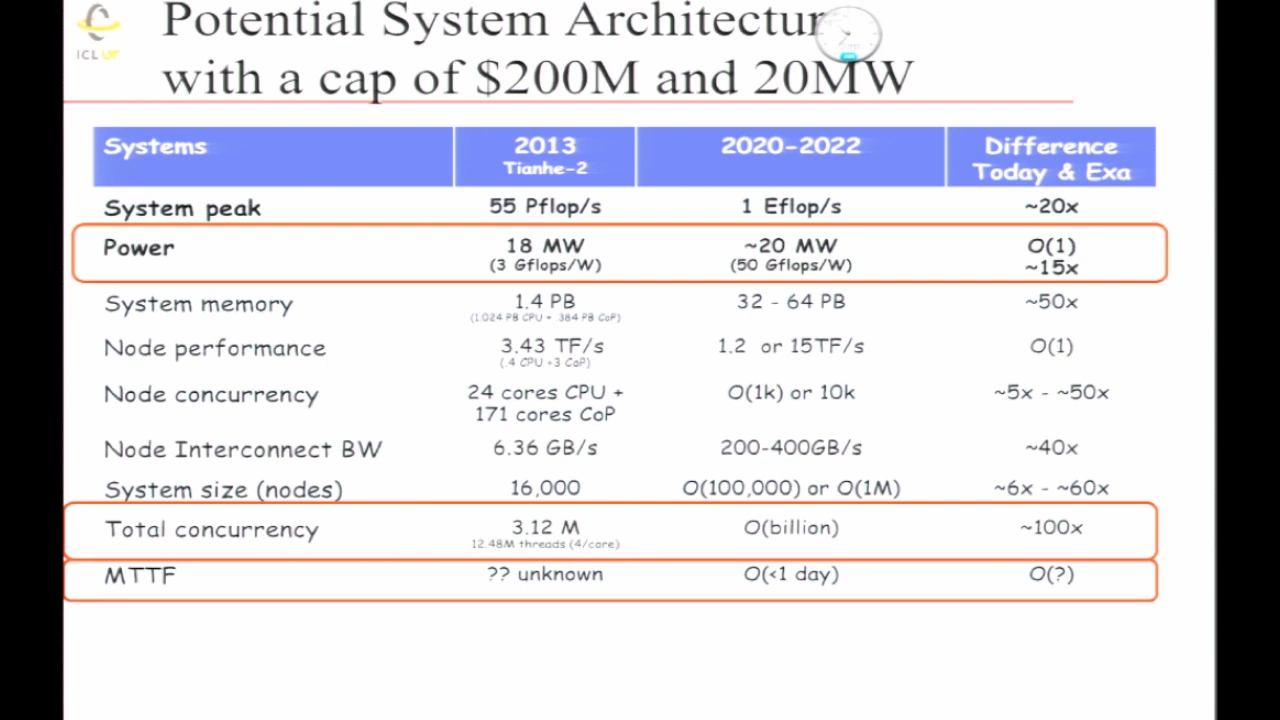 ICL UT
Potential System Architectur
with a cap of $200M and 20MW
Systems 2013 2020-2022 Difference
Tianhe-2 Today & Exa
System peak 55 Pflop/s 1 Eflop/s ~20x
Power 18 MW ~20 MW O(1)
(3 Gflops/W) (50 Gflops/W) ~15x
System memory 1.4 PB 32 - 64 PB ~50x
(1.024 PB CPU + .384 PB CoP)
Node performance 3.43 TF/s 1.2 or 15TF/s O(1)
(.4 CPU +3 CoP)
Node concurrency 24 cores CPU + O(1k) or 10k ~5x - ~50x
171 cores CoP
Node Interconnect BW 6.36 GB/s 200-400GB/s ~40x
System size (nodes) 16,000 O(100,000) or O(1M) ~6x - ~60x
Total concurrency 3.12 M O(billion) ~100x
12.48M threads (4/core)
MTTF ?? unknown O(<1 day) O(?)